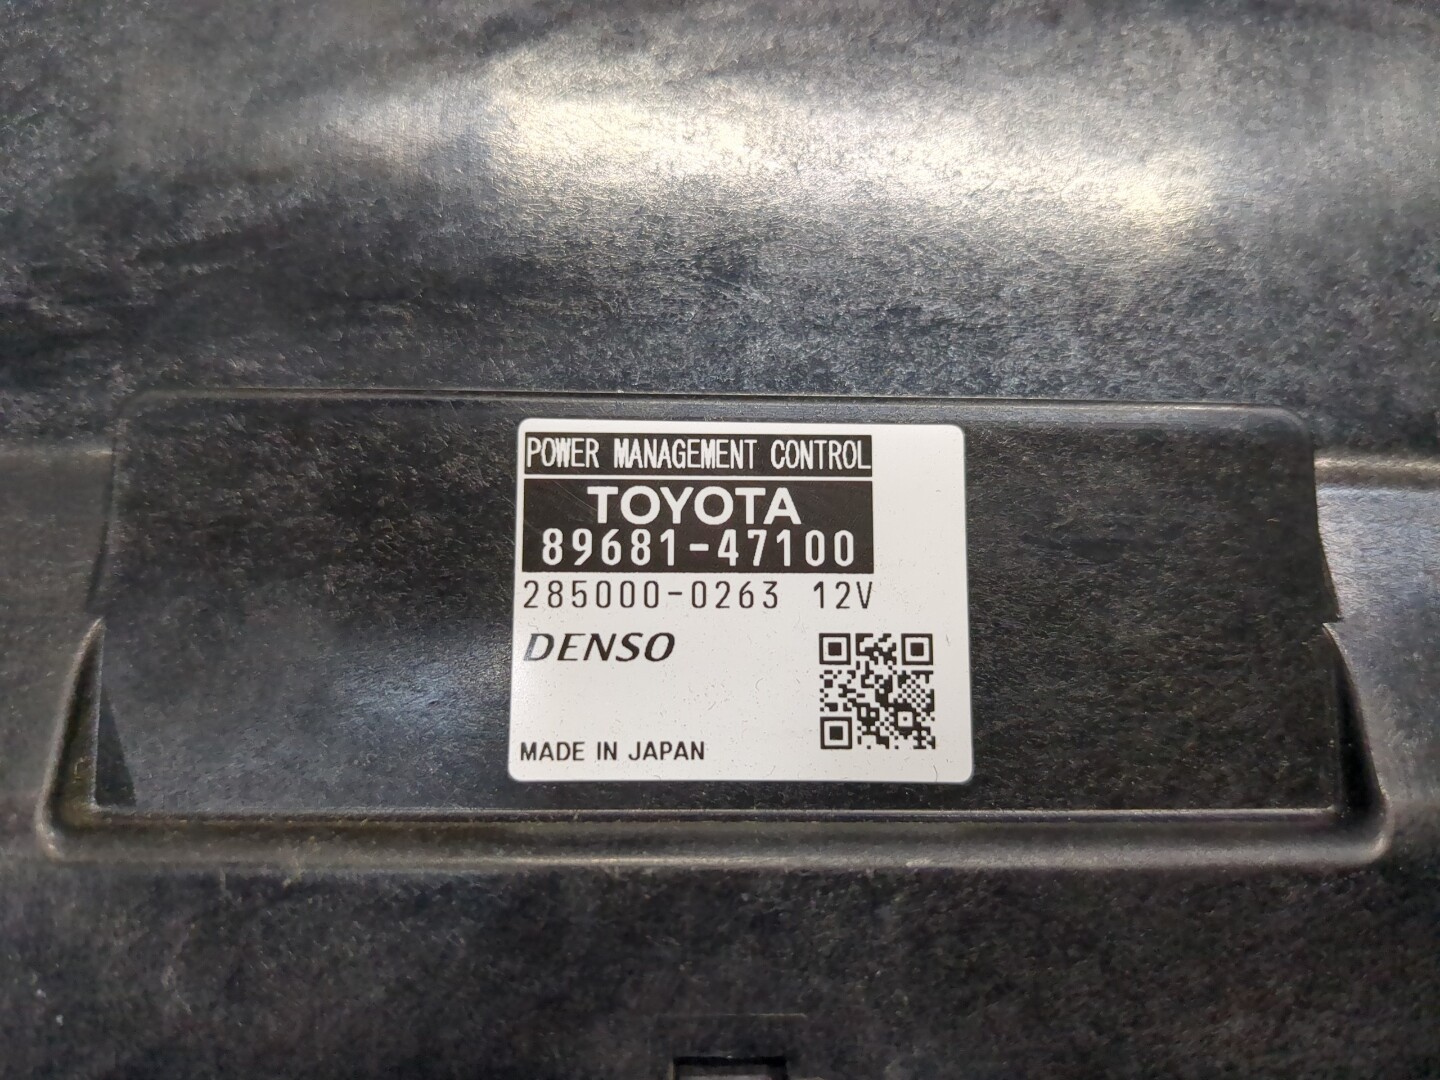 POWER MANAGEMENT CONTROL
TOYOTA
89681-47100
285000-0263 12V
DENSO
MADE IN JAPAN